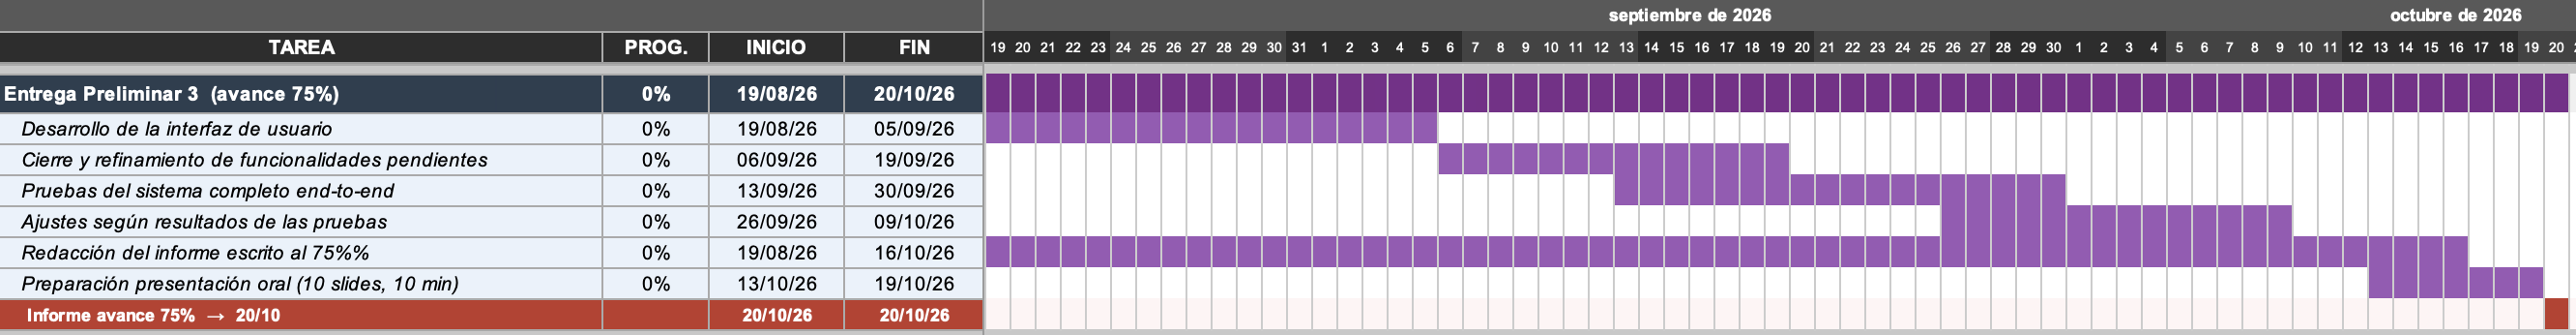 septiembre de 2026 octubre de 2026
TAREA PROG. INICIO FIN 19 20 21 22 23 24 25 26 27 28 29 30 31 1 2 3 4 5 6 7 8 9 10 11 12 13 14 15 16 17 18 19 20 21 22 23 24 25 26 27 28 29 30 1 2 3 4 5 6 7 8 9 10 11 12 13 14 15 16 17 18 19 20
Entrega Preliminar 3 (avance 75%) 0% 19/08/26 20/10/26
Desarrollo de la interfaz de usuario 0% 19/08/26 05/09/26
Cierre y refinamiento de funcionalidades pendientes 0% 06/09/26 19/09/26
Pruebas del sistema completo end-to-end 0% 13/09/26 30/09/26
Ajustes según resultados de las pruebas 0% 26/09/26 09/10/26
Redacción del informe escrito al 75%% 0% 19/08/26 16/10/26
Preparación presentación oral (10 slides, 10 min) 0% 13/10/26 19/10/26
Informe avance 75% → 20/10 20/10/26 20/10/26